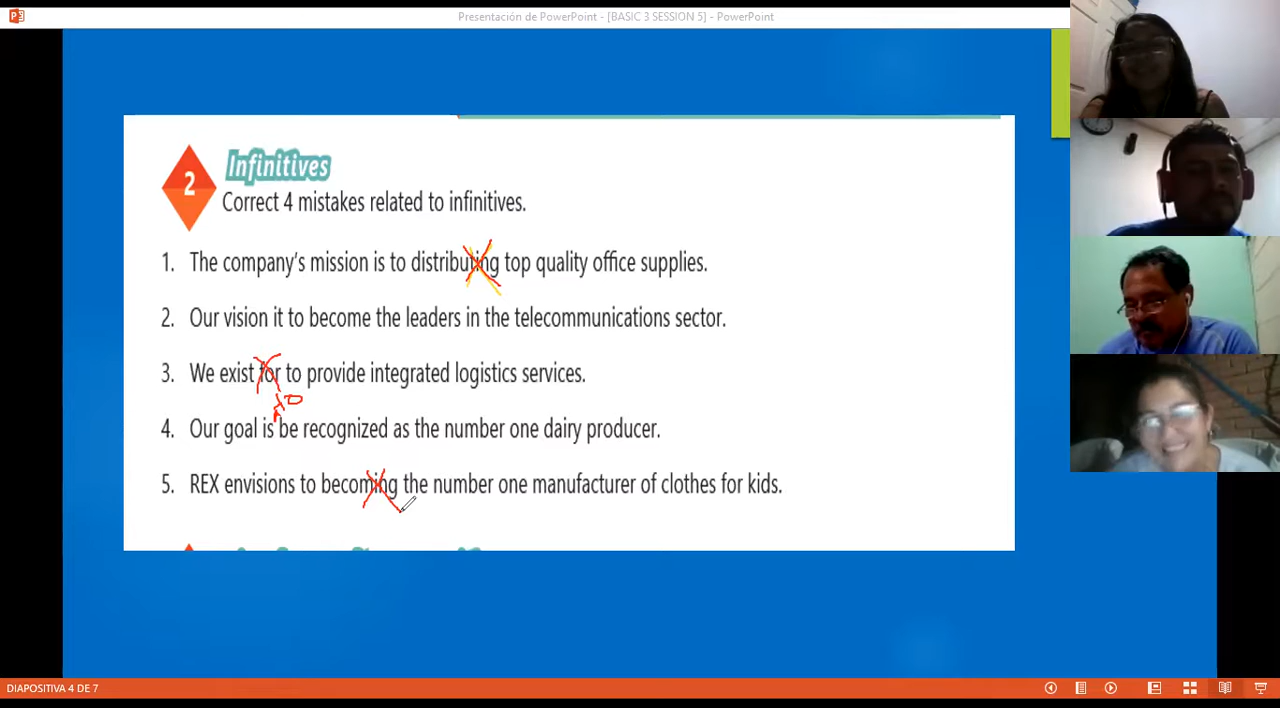 Presentación de PowerPoint - [BASIC 3 SESSION 5] - PowerPoint
2 Infinitives
Correct 4 mistakes related to infinitives.
1. The company's mission is to distributing top quality office supplies.
2. Our vision it to become the leaders in the telecommunications sector.
3. We exist for to provide integrated logistics services.
to
4. Our goal is be recognized as the number one dairy producer.
5. REX envisions to becoming the number one manufacturer of clothes for kids.
DIAPOSITIVA 4 DE 7